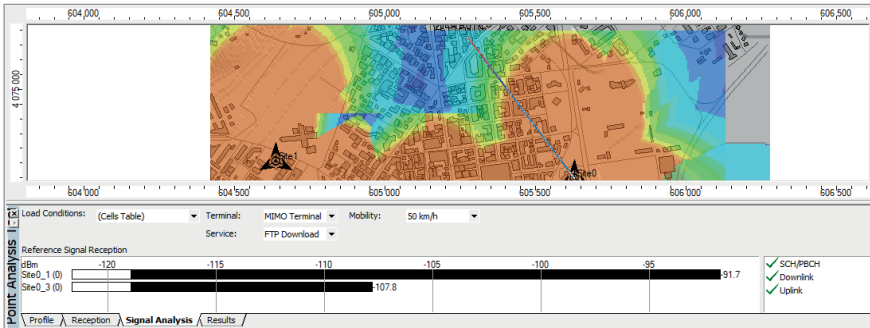 604,000 604,500 605,000 605,500 606,000 606,500
4 075 000
Site1
Site0
604,000 604,500 605,000 605,500 606,000 606,500
Load Conditions: (Cells Table) Terminal: MIMO Terminal Mobility: 50 km/h
Service: FTP Download
Reference Signal Reception
dBm -120 -115 -110 -105 -100 -95
Site0_1 (0) -91.7
Site0_3 (0) -107.8
SCH/PBCH
Downlink
Uplink
Point Analysis
Profile Reception Signal Analysis Results